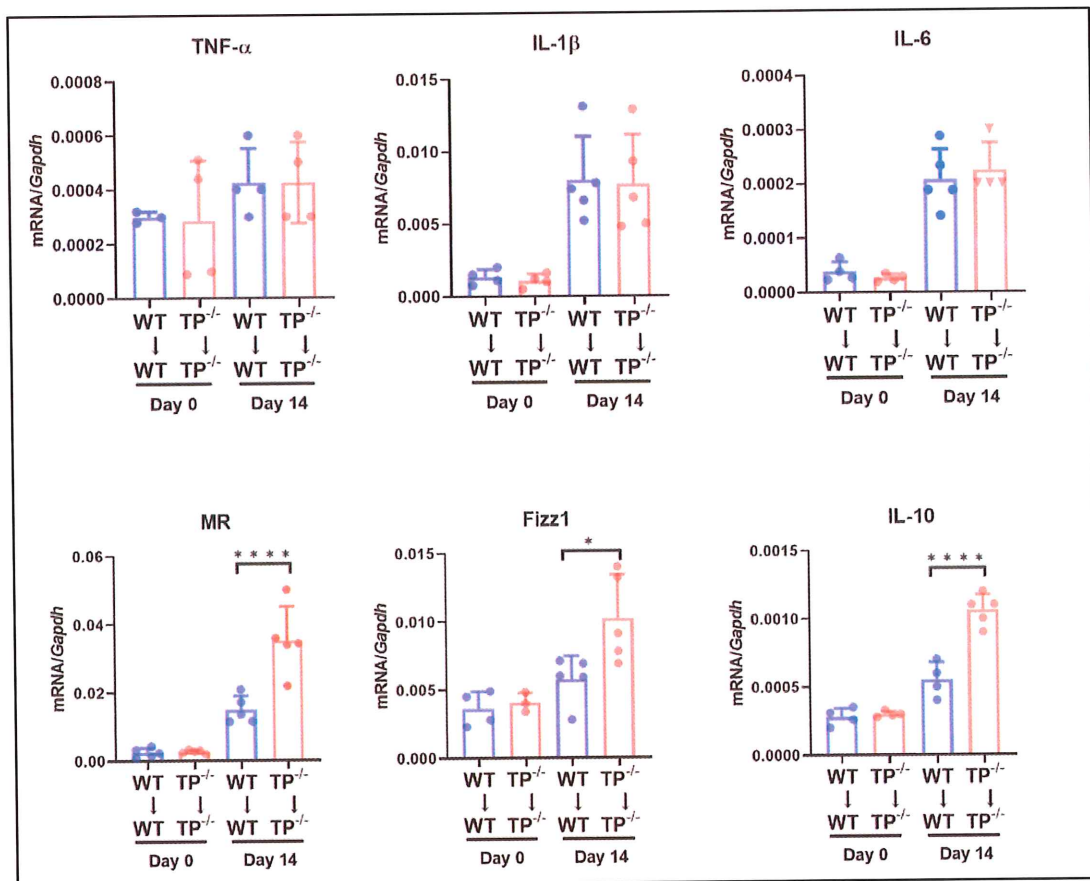 TNF-α
mRNA/Gapdh
0.0008
0.0006
0.0004
0.0002
0.0000
WT TP-/- WT TP-/-
↓ ↓ ↓ ↓
WT TP-/- WT TP-/-
Day 0 Day 14
IL-1β
mRNA/Gapdh
0.015
0.010
0.005
0.000
WT TP-/- WT TP-/-
↓ ↓ ↓ ↓
WT TP-/- WT TP-/-
Day 0 Day 14
IL-6
mRNA/Gapdh
0.0004
0.0003
0.0002
0.0001
0.0000
WT TP-/- WT TP-/-
↓ ↓ ↓ ↓
WT TP-/- WT TP-/-
Day 0 Day 14
MR
mRNA/Gapdh
0.06
0.04
0.02
0.00
****
WT TP-/- WT TP-/-
↓ ↓ ↓ ↓
WT TP-/- WT TP-/-
Day 0 Day 14
Fizz1
mRNA/Gapdh
0.015
0.010
0.005
0.000
*
WT TP-/- WT TP-/-
↓ ↓ ↓ ↓
WT TP-/- WT TP-/-
Day 0 Day 14
IL-10
mRNA/Gapdh
0.0015
0.0010
0.0005
0.0000
****
WT TP-/- WT TP-/-
↓ ↓ ↓ ↓
WT TP-/- WT TP-/-
Day 0 Day 14